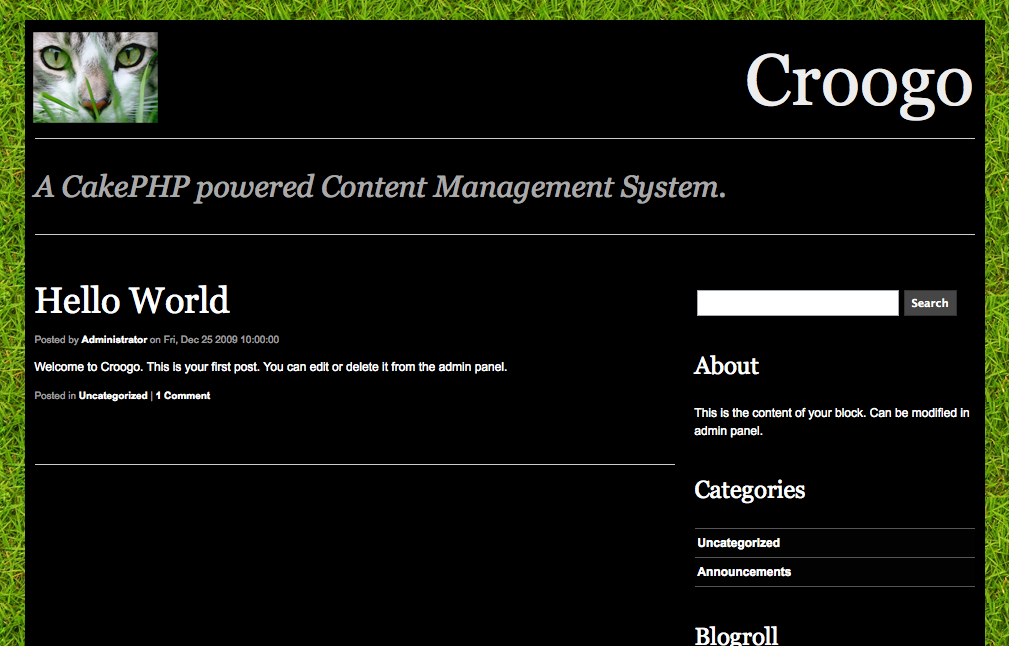 Croogo
A CakePHP powered Content Management System.
Hello World
Posted by Administrator on Fri, Dec 25 2009 10:00:00
Welcome to Croogo. This is your first post. You can edit or delete it from the admin panel.
Posted in Uncategorized | 1 Comment
Search
About
This is the content of your block. Can be modified in
admin panel.
Categories
Uncategorized
Announcements
Blogroll